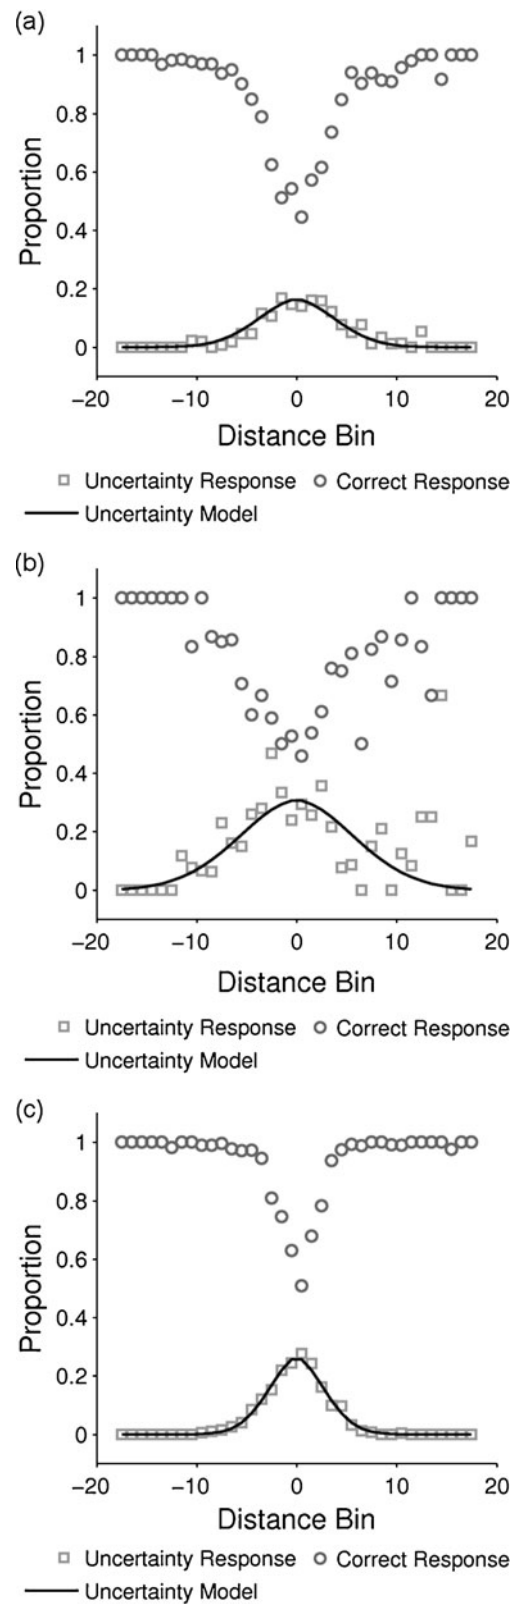 (a)
1
0.8
0.6
0.4
0.2
0
Proportion
−20 −10 0 10 20
Distance Bin
Uncertainty Response Correct Response
Uncertainty Model
(b)
1
0.8
0.6
0.4
0.2
0
Proportion
−20 −10 0 10 20
Distance Bin
Uncertainty Response Correct Response
Uncertainty Model
(c)
1
0.8
0.6
0.4
0.2
0
Proportion
−20 −10 0 10 20
Distance Bin
Uncertainty Response Correct Response
Uncertainty Model